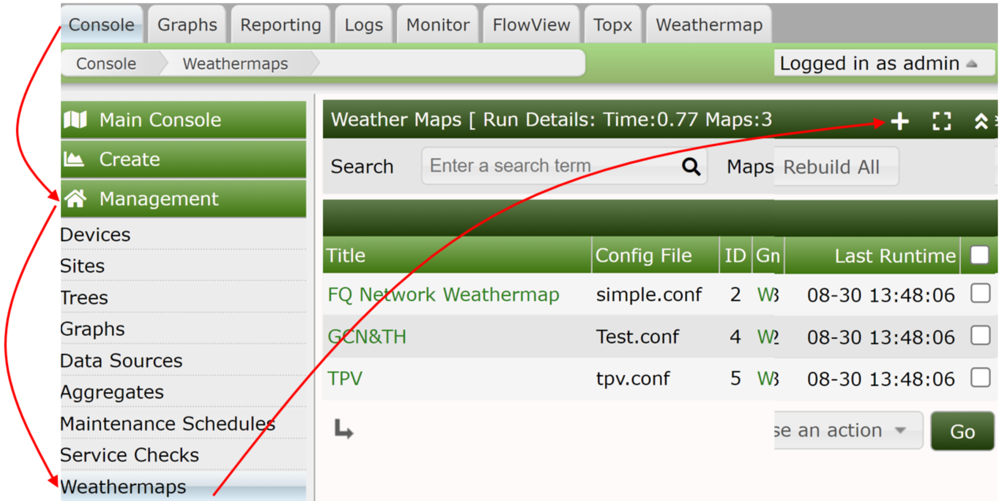 Console Graphs Reporting Logs Monitor FlowView Topx Weathermap
Console Weathermaps
Logged in as admin
Main Console
Create
Management
Devices
Sites
Trees
Graphs
Data Sources
Aggregates
Maintenance Schedules
Service Checks
Weathermaps
Weather Maps [ Run Details: Time:0.77 Maps:3
Search Enter a search term Maps Rebuild All
Title Config File ID Last Runtime
FQ Network Weathermap simple.conf 2 08-30 13:48:06
GCN&TH Test.conf 4 08-30 13:48:06
TPV tpv.conf 5 08-30 13:48:06
se an action Go